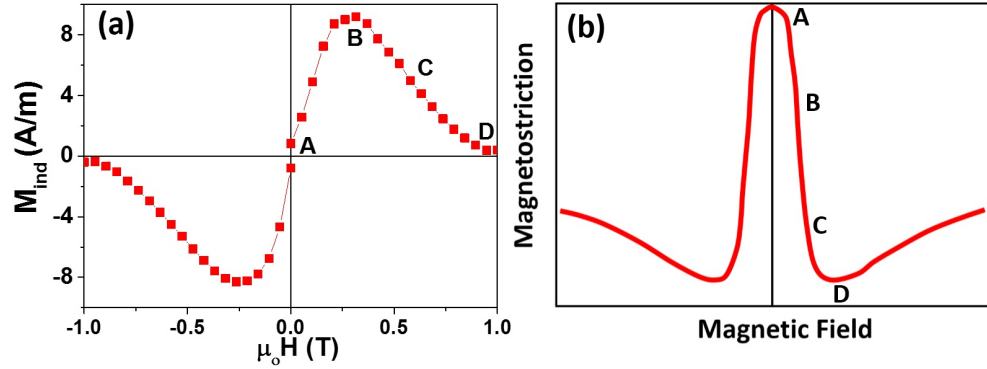 (a)
8
4
0
-4
-8
-1.0 -0.5 0.0 0.5 1.0
M_ind (A/m)
μ₀H (T)
A
B
C
D
(b)
Magnetostriction
Magnetic Field
A
B
C
D